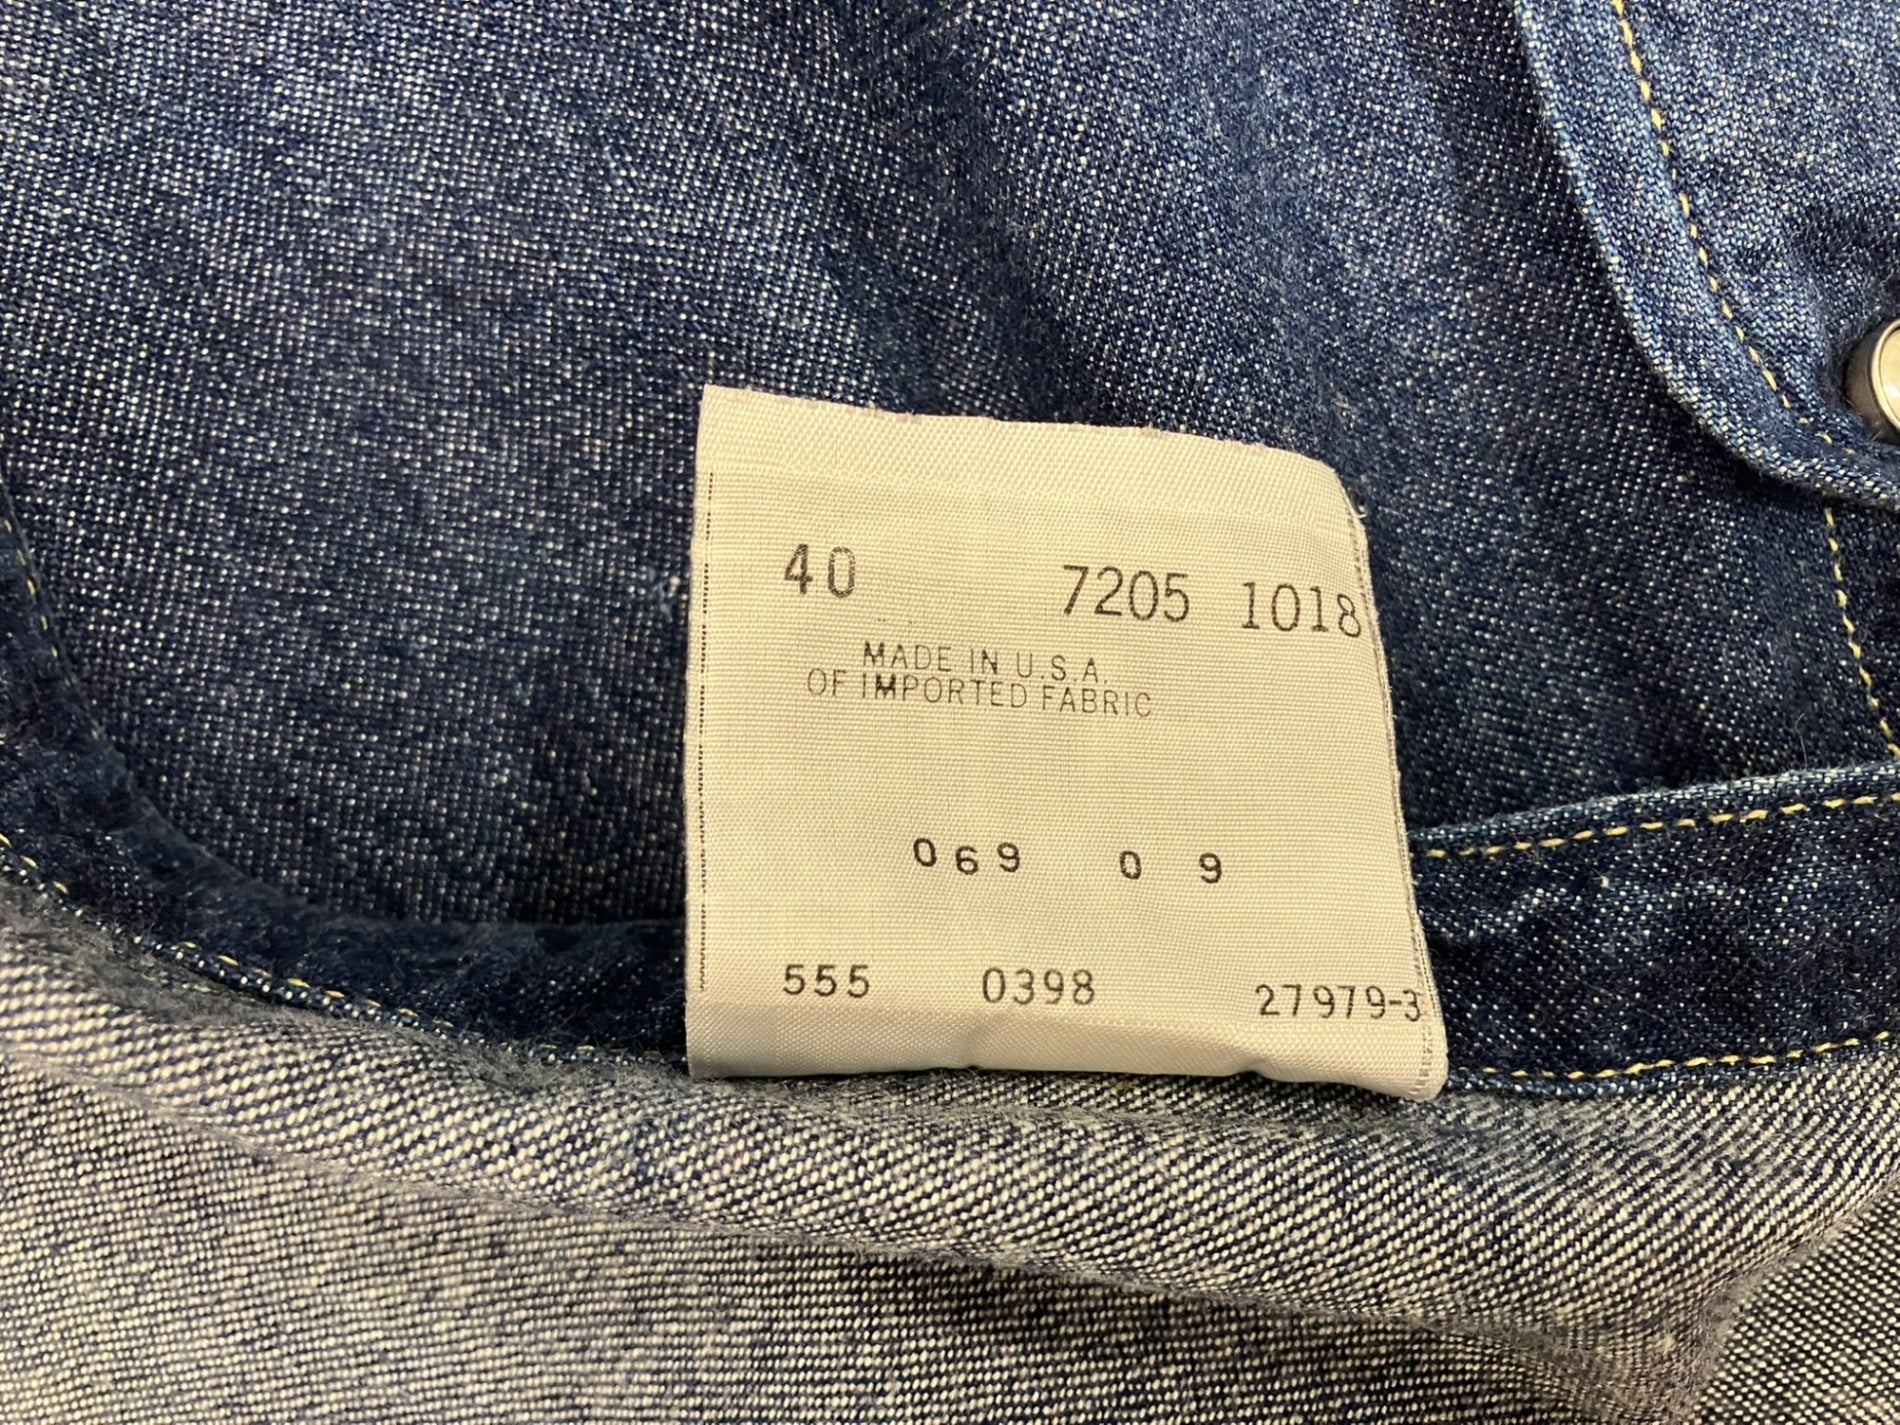 40 7205 1018
MADE IN U.S.A.
OF IMPORTED FABRIC
069 0 9
555 0398 27979-3